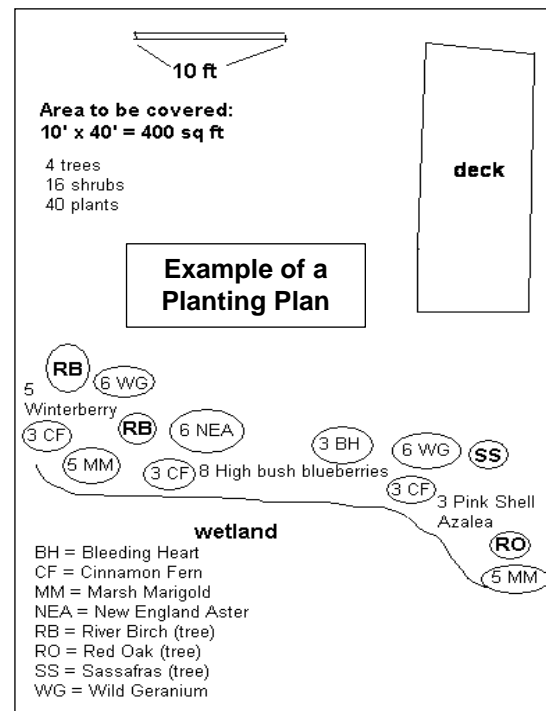 10 ft
Area to be covered:
10' x 40' = 400 sq ft
4 trees
16 shrubs
40 plants
deck
Example of a
Planting Plan
RB
6 WG
5
Winterberry
3 CF
RB
6 NEA
3 BH
6 WG
SS
5 MM
3 CF
8 High bush blueberries
3 CF
3 Pink Shell
Azalea
RO
5 MM
wetland
BH = Bleeding Heart
CF = Cinnamon Fern
MM = Marsh Marigold
NEA = New England Aster
RB = River Birch (tree)
RO = Red Oak (tree)
SS = Sassafras (tree)
WG = Wild Geranium